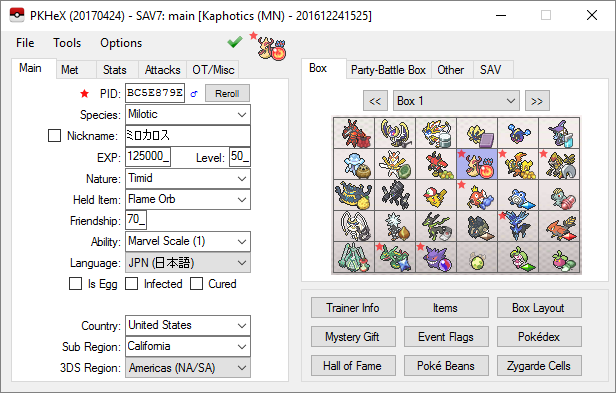 PKHeX (20170424) - SAV7: main [Kaphotics (MN) - 201612241525]
File Tools Options
Main Met Stats Attacks OT/Misc
PID: BC5E879E ♂ Reroll
Species: Milotic
Nickname: ミロカロス
EXP: 125000_ Level: 50_
Nature: Timid
Held Item: Flame Orb
Friendship: 70_
Ability: Marvel Scale (1)
Language: JPN (日本語)
Is Egg Infected Cured
Country: United States
Sub Region: California
3DS Region: Americas (NA/SA)
Box Party-Battle Box Other SAV
<< Box 1 >>
Trainer Info Items Box Layout
Mystery Gift Event Flags Pokédex
Hall of Fame Poké Beans Zygarde Cells